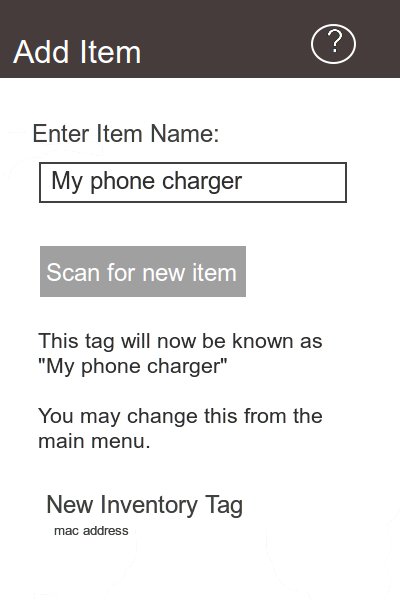 Add Item
?
Enter Item Name:
My phone charger
Scan for new item
This tag will now be known as
"My phone charger"
You may change this from the
main menu.
New Inventory Tag
mac address